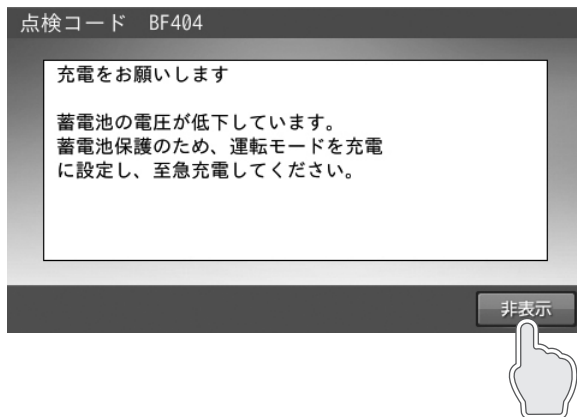 点検コード BF404
充電をお願いします
蓄電池の電圧が低下しています。
蓄電池保護のため、運転モードを充電
に設定し、至急充電してください。
非表示